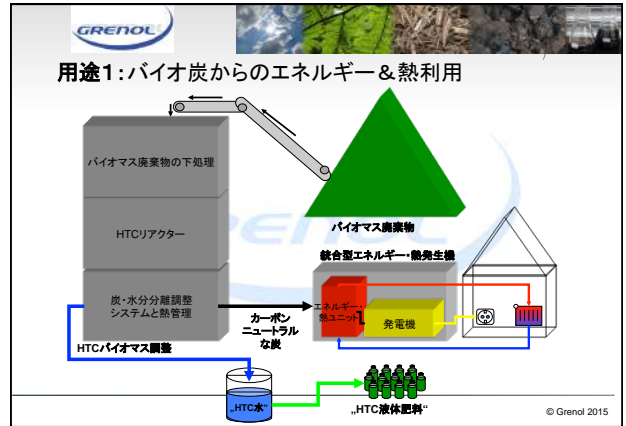 GRENOL
用途1:バイオ炭からのエネルギー&熱利用
バイオマス廃棄物の下処理
HTCリアクター
炭・水分分離調整
システムと熱管理
HTCバイオマス調整
バイオマス廃棄物
統合型エネルギー・熱発生機
カーボン
ニュートラル
な炭
エネルギー・
熱ユニット
発電機
„HTC水“
„HTC液体肥料“
GRENOL
© Grenol 2015